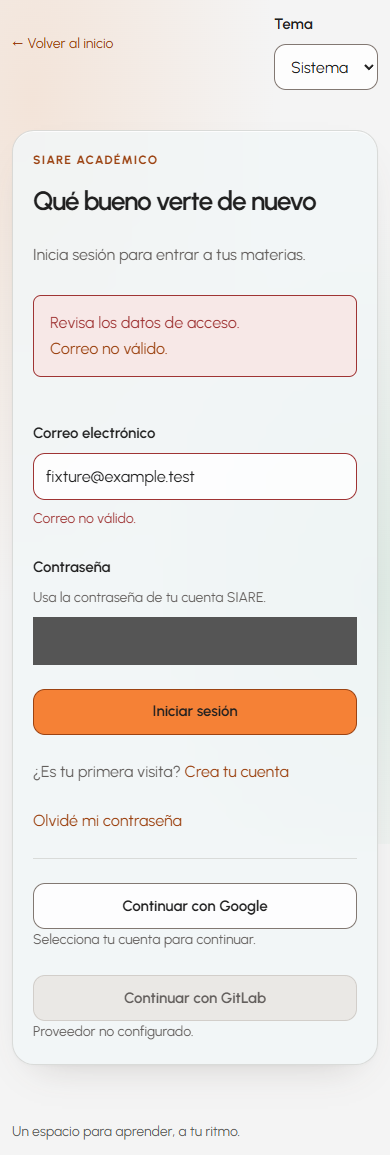 ← Volver al inicio
Tema
Sistema
SIARE ACADÉMICO
Qué bueno verte de nuevo
Inicia sesión para entrar a tus materias.
Revisa los datos de acceso.
Correo no válido.
Correo electrónico
fixture@example.test
Correo no válido.
Contraseña
Usa la contraseña de tu cuenta SIARE.
Iniciar sesión
¿Es tu primera visita? Crea tu cuenta
Olvidé mi contraseña
Continuar con Google
Selecciona tu cuenta para continuar.
Continuar con GitLab
Proveedor no configurado.
Un espacio para aprender, a tu ritmo.